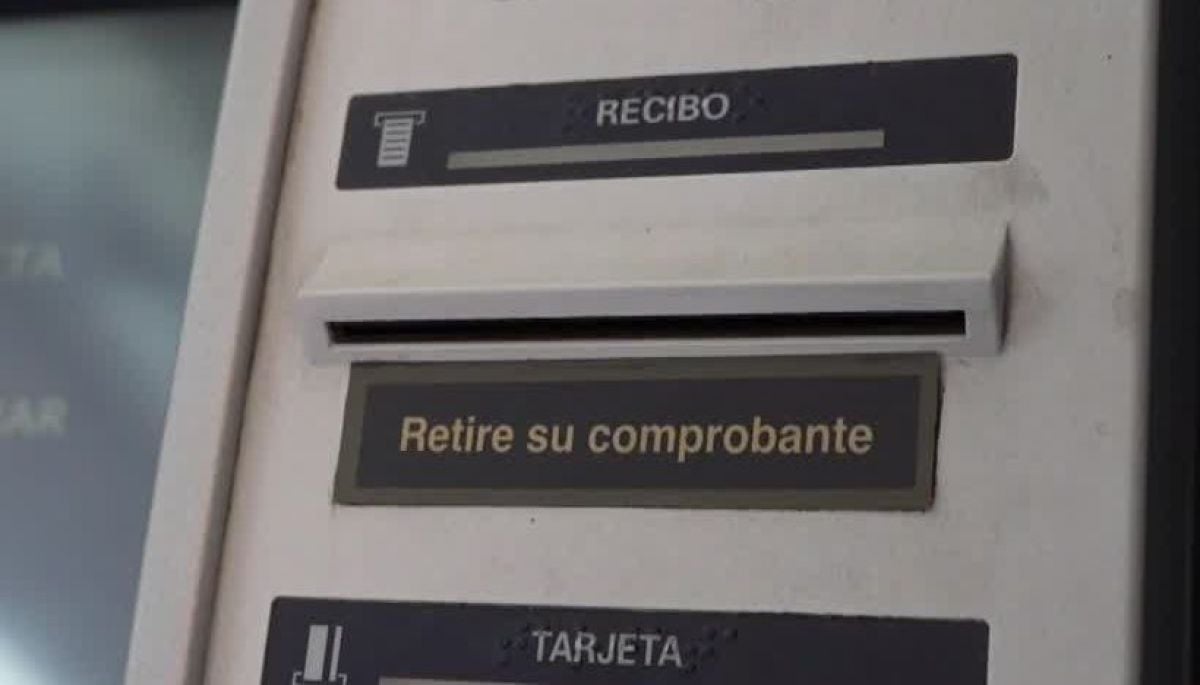 RECIBO
Retire su comprobante
TARJETA